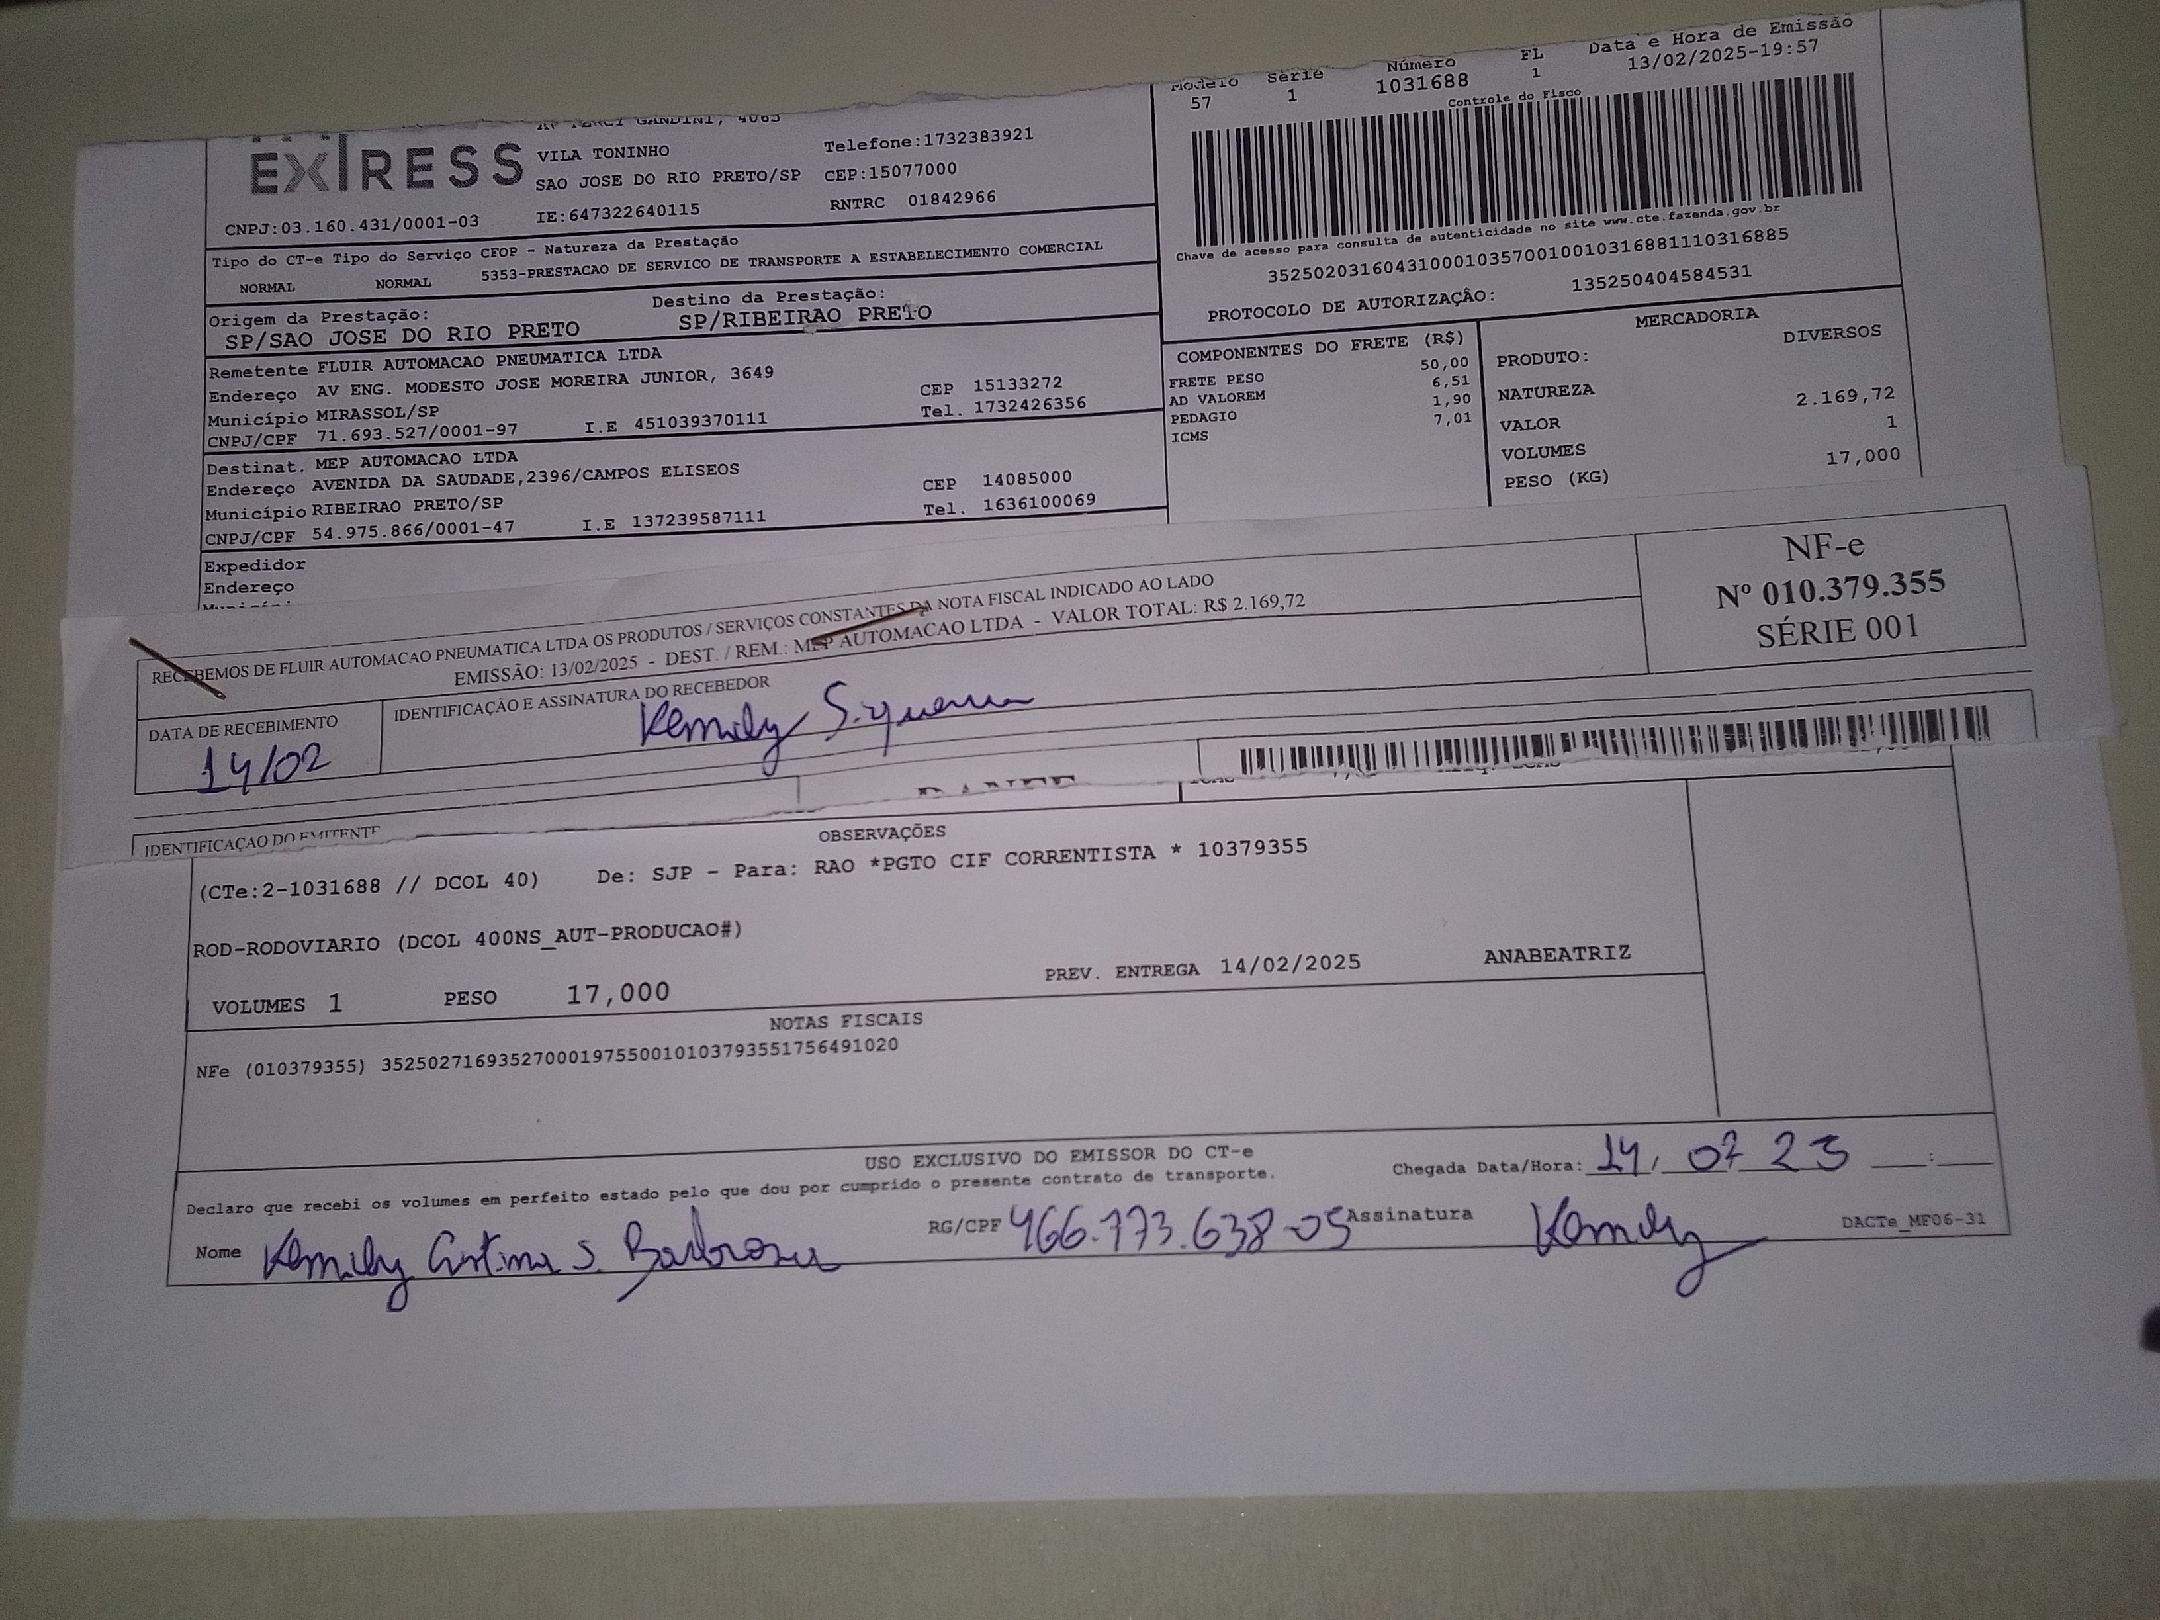 Modelo Série Número FL Data e Hora de Emissão
57 1 1031688 1 13/02/2025-19:57
Controle do Fisco
EXPRESS
VILA TONINHO Telefone:1732383921
SAO JOSE DO RIO PRETO/SP CEP:15077000
CNPJ:03.160.431/0001-03 IE:647322640115 RNTRC 01842966
Chave de acesso para consulta de autenticidade no site www.cte.fazenda.gov.br
35250203160431000103570010010316881110316885
PROTOCOLO DE AUTORIZAÇÂO: 135250404584531
Tipo do CT-e Tipo do Serviço CFOP - Natureza da Prestação
NORMAL NORMAL 5353-PRESTACAO DE SERVICO DE TRANSPORTE A ESTABELECIMENTO COMERCIAL
Origem da Prestação: Destino da Prestação:
SP/SAO JOSE DO RIO PRETO SP/RIBEIRAO PRETO
Remetente FLUIR AUTOMACAO PNEUMATICA LTDA
Endereço AV ENG. MODESTO JOSE MOREIRA JUNIOR, 3649 CEP 15133272
Município MIRASSOL/SP Tel. 1732426356
CNPJ/CPF 71.693.527/0001-97 I.E 451039370111
Destinat. MEP AUTOMACAO LTDA
Endereço AVENIDA DA SAUDADE,2396/CAMPOS ELISEOS CEP 14085000
Município RIBEIRAO PRETO/SP Tel. 1636100069
CNPJ/CPF 54.975.866/0001-47 I.E 137239587111
Expedidor
Endereço
COMPONENTES DO FRETE (R$)
FRETE PESO 50,00
AD VALOREM 6,51
PEDAGIO 1,90
ICMS 7,01
MERCADORIA
PRODUTO: DIVERSOS
NATUREZA
VALOR 2.169,72
VOLUMES 1
PESO (KG) 17,000
RECEBEMOS DE FLUIR AUTOMACAO PNEUMATICA LTDA OS PRODUTOS / SERVIÇOS CONSTANTES DA NOTA FISCAL INDICADO AO LADO
EMISSÃO: 13/02/2025 - DEST. / REM.: MEP AUTOMACAO LTDA - VALOR TOTAL: R$ 2.169,72
NF-e
Nº 010.379.355
SÉRIE 001
DATA DE RECEBIMENTO IDENTIFICAÇÃO E ASSINATURA DO RECEBEDOR
14/02 Kemily Siqueira
IDENTIFICAÇÃO DO EMITENTE
OBSERVAÇÕES
(CTe:2-1031688 // DCOL 40) De: SJP - Para: RAO *PGTO CIF CORRENTISTA * 10379355
ROD-RODOVIARIO (DCOL 400NS_AUT-PRODUCAO#)
VOLUMES 1 PESO 17,000 PREV. ENTREGA 14/02/2025 ANABEATRIZ
NOTAS FISCAIS
NFe (010379355) 35250271693527000197550010103793551756491020
USO EXCLUSIVO DO EMISSOR DO CT-e
Declaro que recebi os volumes em perfeito estado pelo que dou por cumprido o presente contrato de transporte.
Chegada Data/Hora: 14/ 02 23 __:__
Nome Kemily Cristina S. Barbosa RG/CPF 466.773.638-05 Assinatura Kemily DACTe_MF06-31